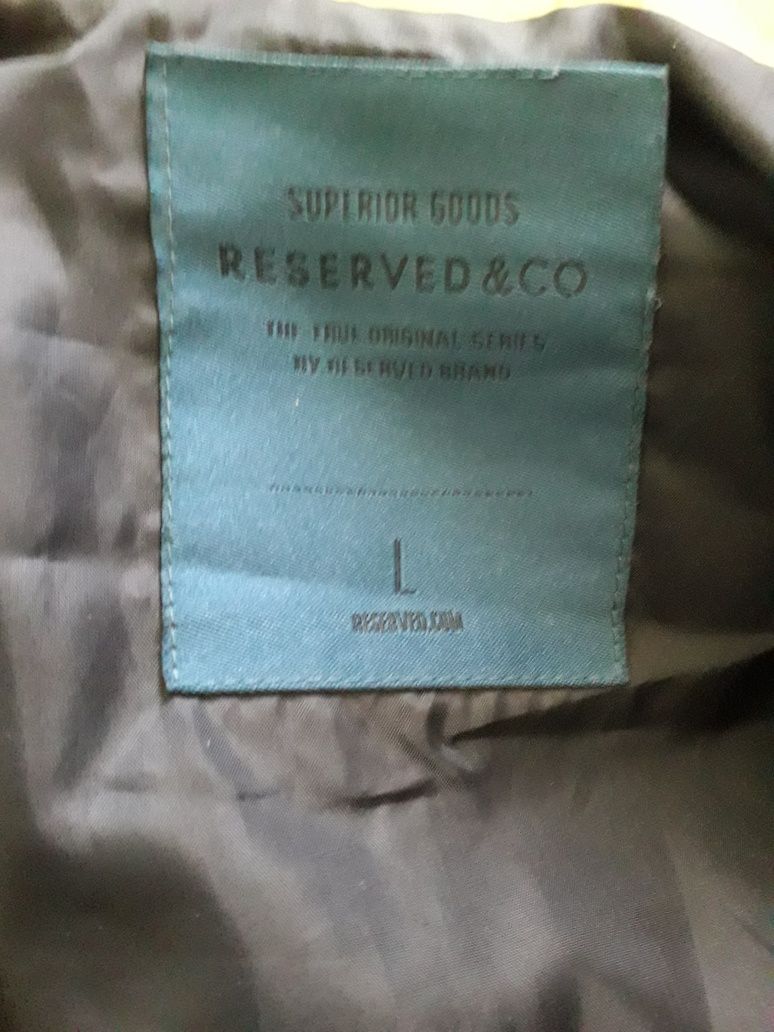 SUPERIOR GOODS
RESERVED & CO
THE TRUE ORIGINAL SERIES
BY RESERVED BRAND
L
RESERVED.COM